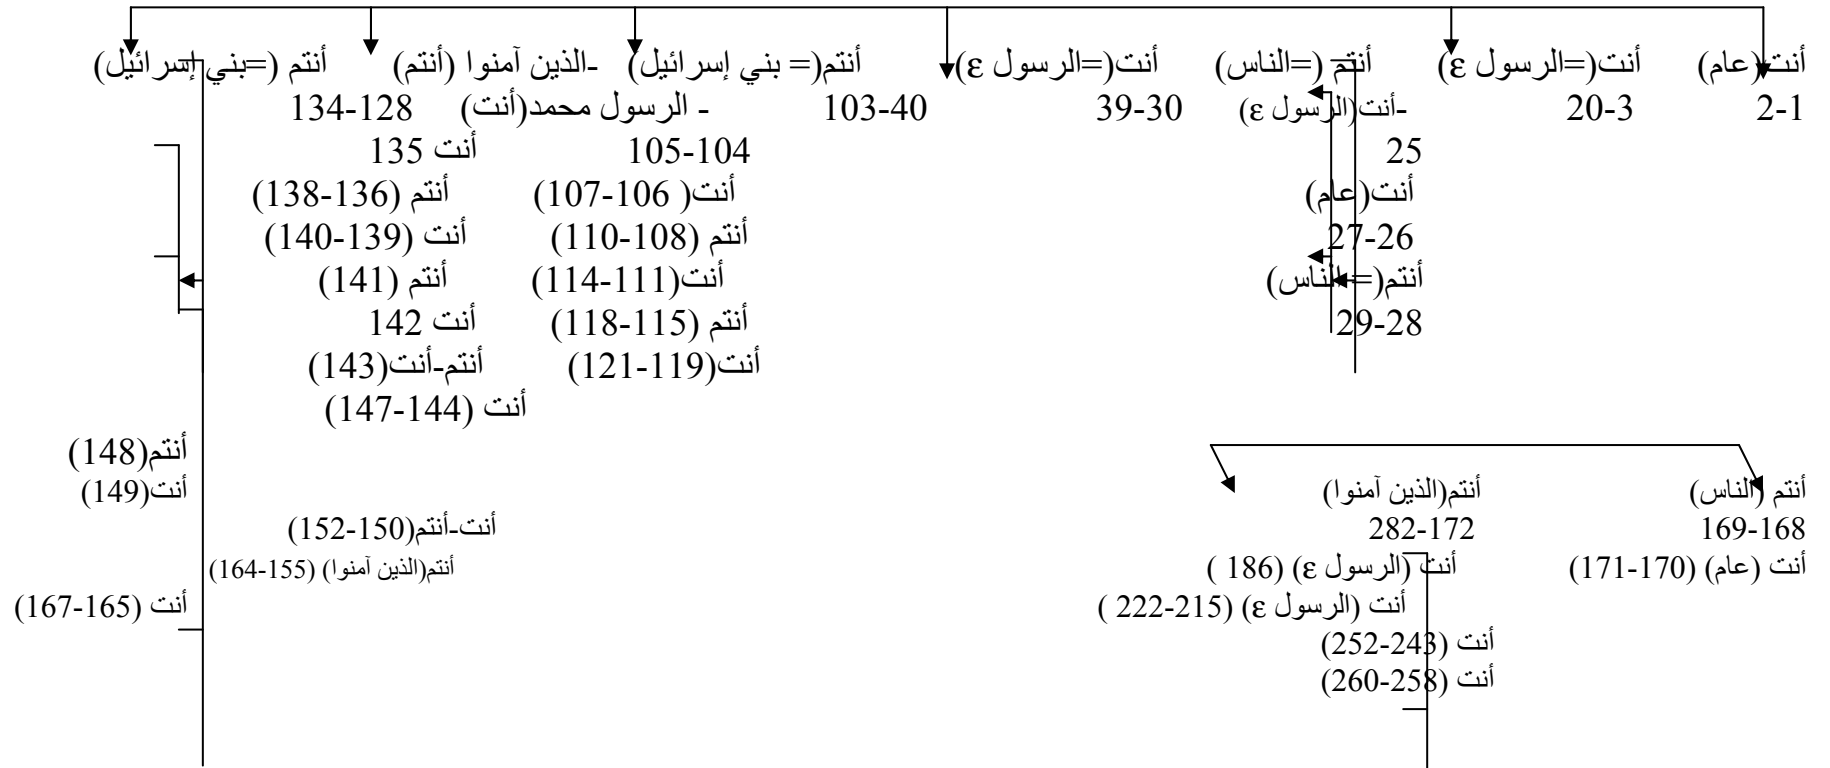 أنت (عام) أنت(=الرسول ε) أنتم (=الناس) أنت(=الرسول ε) أنتم(= بني إسرائيل) -الذين آمنوا (أنتم) أنتم (=بني إسرائيل)
2-1 20-3 -أنت(الرسول ε) 39-30 103-40 - الرسول محمد(أنت) 134-128
25 105-104 أنت 135
أنت(عام) أنت( 106-107) أنتم (136-138)
27-26 أنتم (108-110) أنت (139-140)
أنتم(=الناس) أنت(111-114) أنتم (141)
29-28 أنتم (115-118) أنت 142
أنت(119-121) أنتم-أنت(143)
أنت (144-147)
أنتم(148)
أنتم (الناس) أنتم(الذين آمنوا) أنت(149)
169-168 282-172 أنت-أنتم(150-152)
أنت (عام) (170-171) أنت (الرسول ε) (186 ) أنتم(الذين آمنوا) (155-164)
أنت (الرسول ε) (215-222 ) أنت (165-167)
أنت (243-252)
أنت (258-260)